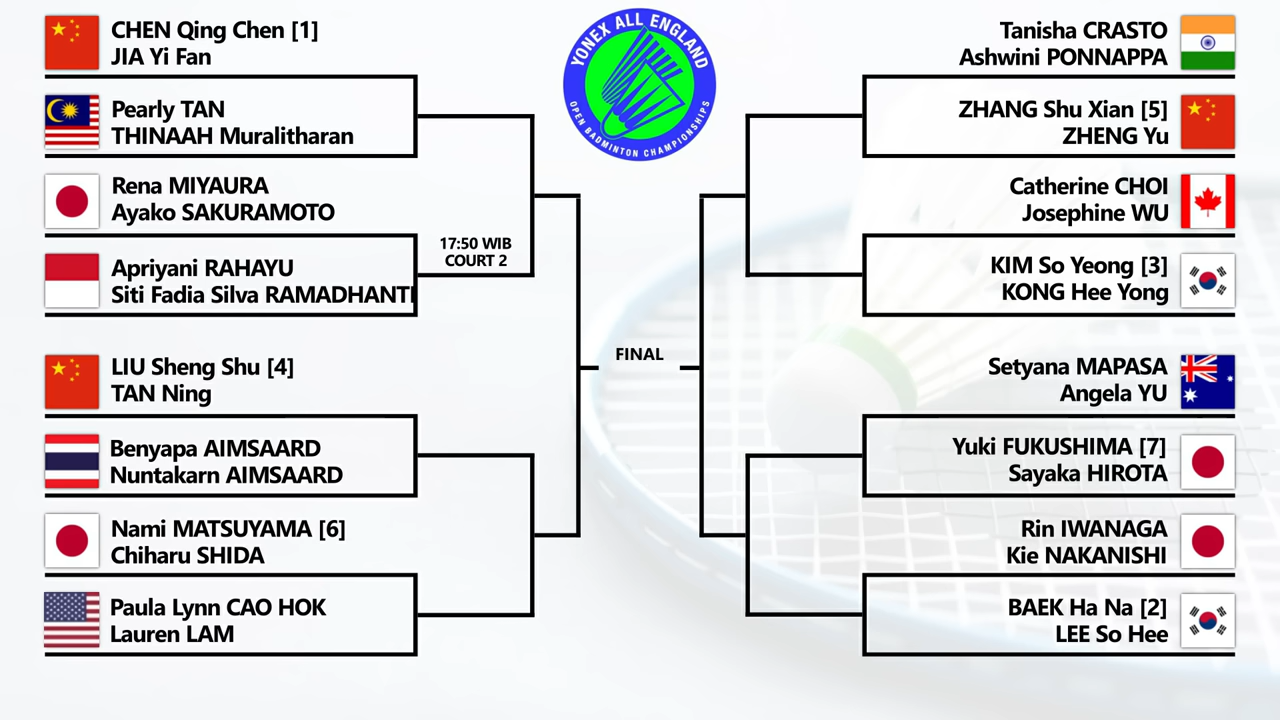 CHEN Qing Chen [1]
JIA Yi Fan
Pearly TAN
THINAAH Muralitharan
Rena MIYAURA
Ayako SAKURAMOTO
Apriyani RAHAYU
Siti Fadia Silva RAMADHANTI
17:50 WIB
COURT 2
LIU Sheng Shu [4]
TAN Ning
Benyapa AIMSAARD
Nuntakarn AIMSAARD
Nami MATSUYAMA [6]
Chiharu SHIDA
Paula Lynn CAO HOK
Lauren LAM
YONEX ALL ENGLAND
OPEN BADMINTON CHAMPIONSHIPS
FINAL
Tanisha CRASTO
Ashwini PONNAPPA
ZHANG Shu Xian [5]
ZHENG Yu
Catherine CHOI
Josephine WU
KIM So Yeong [3]
KONG Hee Yong
Setyana MAPASA
Angela YU
Yuki FUKUSHIMA [7]
Sayaka HIROTA
Rin IWANAGA
Kie NAKANISHI
BAEK Ha Na [2]
LEE So Hee